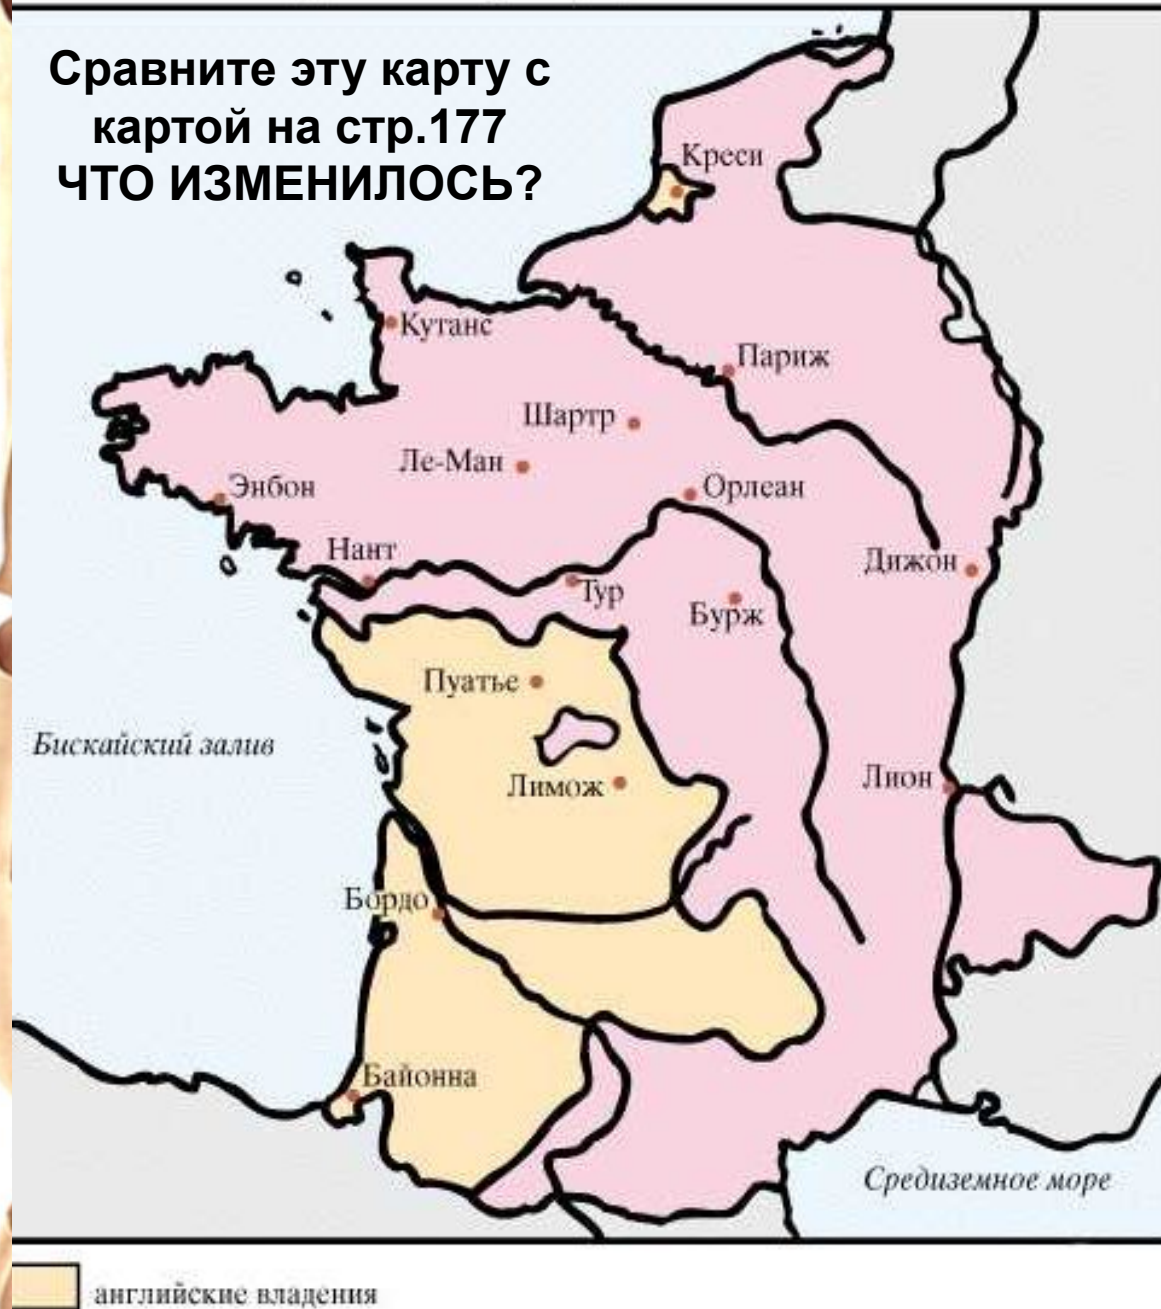 Сравните эту карту с
картой на стр.177
ЧТО ИЗМЕНИЛОСЬ?
Креси
Кутанс
Париж
Шартр
Ле-Ман
Орлеан
Энбон
Нант
Дижон
Тур
Бурж
Пуатье
Бискайский залив
Лимож
Лион
Бордо
Байонна
Средиземное море
английские владения